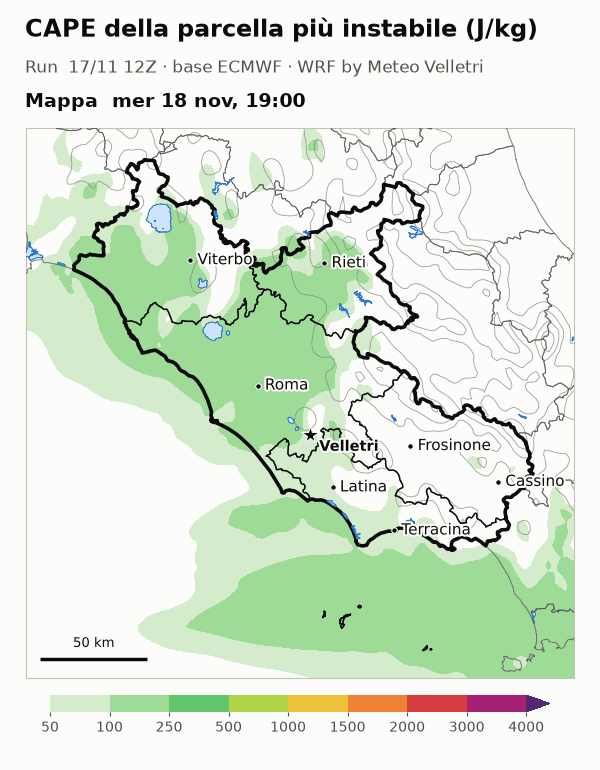 CAPE della parcella più instabile (J/kg)
Run  17/11 12Z · base ECMWF · WRF by Meteo Velletri
Mappa  mer 18 nov, 19:00
Viterbo
Rieti
Roma
Velletri
Frosinone
Latina
Cassino
Terracina
50 km
50 100 250 500 1000 1500 2000 3000 4000